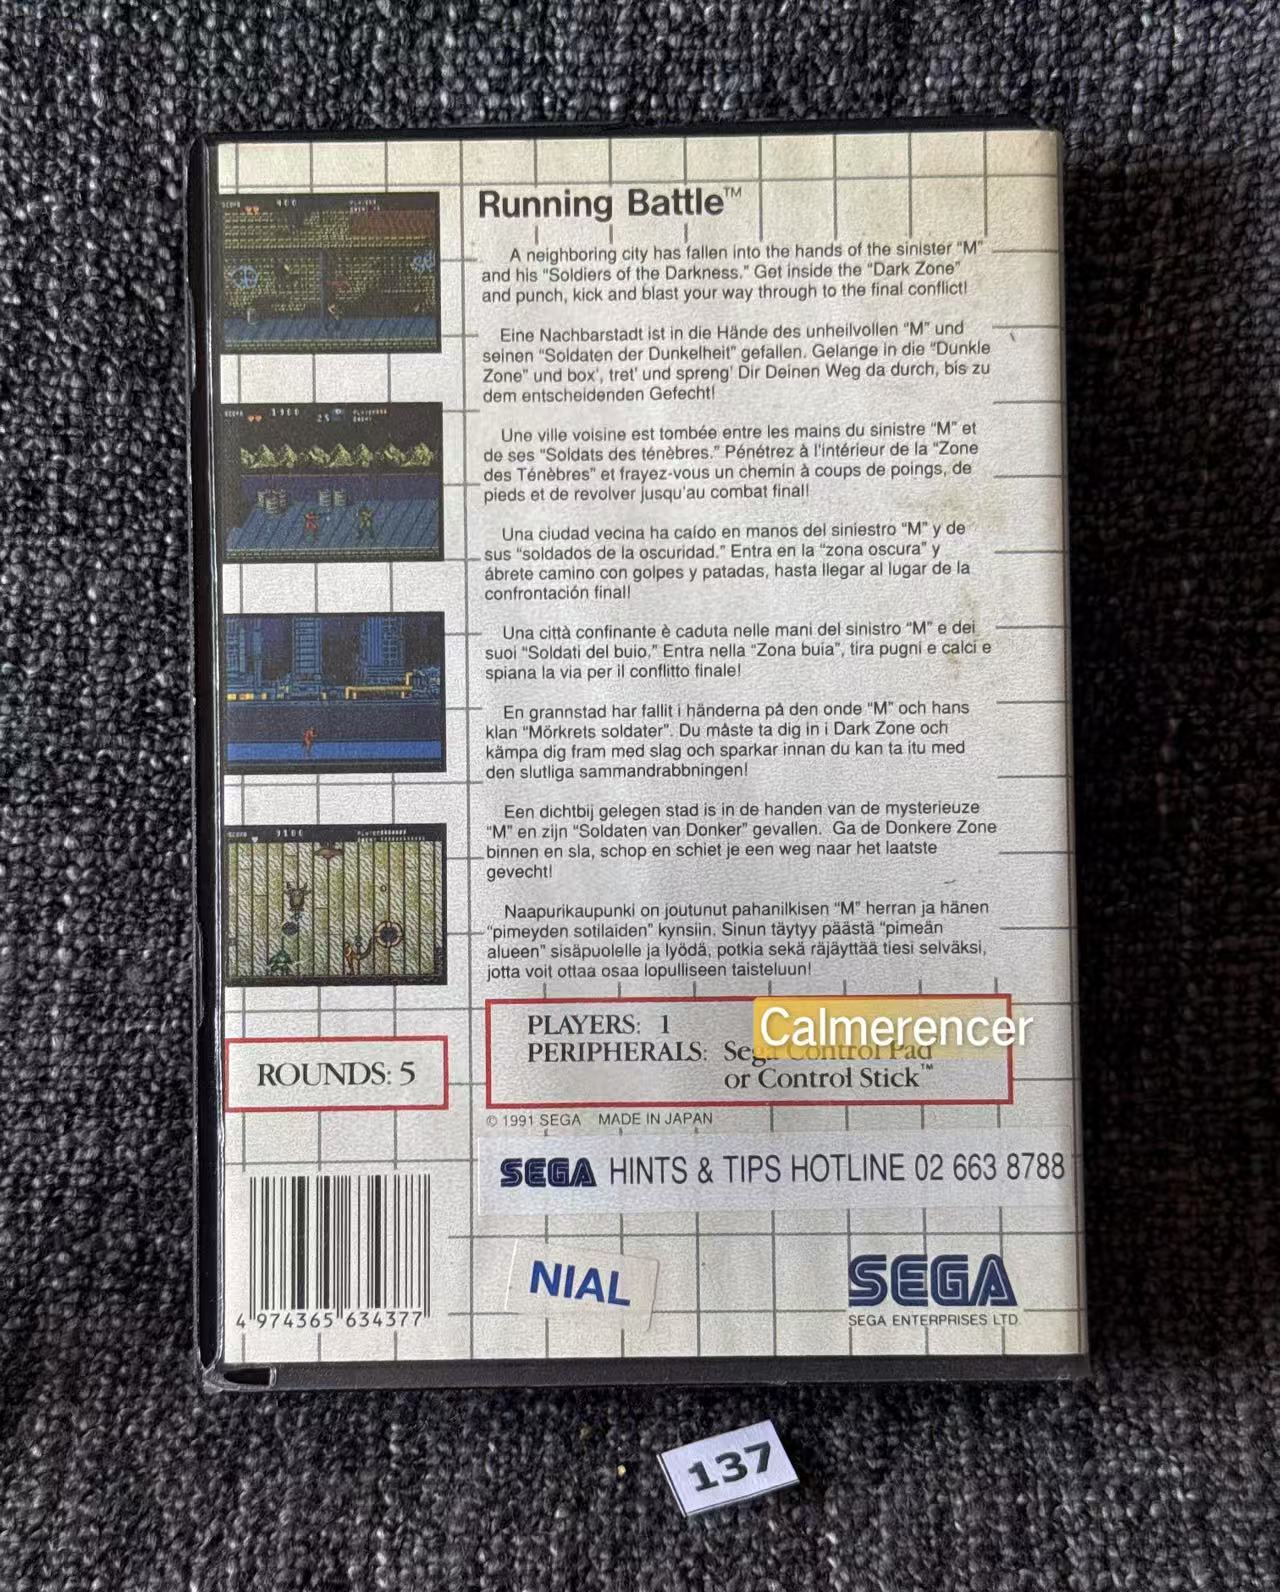 Running Battle™
A neighboring city has fallen into the hands of the sinister “M”
and his “Soldiers of the Darkness.” Get inside the “Dark Zone”
and punch, kick and blast your way through to the final conflict!
Eine Nachbarstadt ist in die Hände des unheilvollen “M” und
seinen “Soldaten der Dunkelheit” gefallen. Gelange in die “Dunkle
Zone” und box', tret' und spreng' Dir Deinen Weg da durch, bis zu
dem entscheidenden Gefecht!
Une ville voisine est tombée entre les mains du sinistre “M” et
de ses “Soldats des ténèbres.” Pénétrez à l'intérieur de la “Zone
des Ténèbres” et frayez-vous un chemin à coups de poings, de
pieds et de revolver jusqu'au combat final!
Una ciudad vecina ha caído en manos del siniestro “M” y de
sus “soldados de la oscuridad.” Entra en la “zona oscura” y
ábrete camino con golpes y patadas, hasta llegar al lugar de la
confrontación final!
Una città confinante è caduta nelle mani del sinistro “M” e dei
suoi “Soldati del buio.” Entra nella “Zona buia”, tira pugni e calci e
spiana la via per il conflitto finale!
En grannstad har fallit i händerna på den onde “M” och hans
klan “Mörkrets soldater”. Du måste ta dig in i Dark Zone och
kämpa dig fram med slag och sparkar innan du kan ta itu med
den slutliga sammandrabbningen!
Een dichtbij gelegen stad is in de handen van de mysterieuze
“M” en zijn “Soldaten van Donker” gevallen. Ga de Donkere Zone
binnen en sla, schop en schiet je een weg naar het laatste
gevecht!
Naapurikaupunki on joutunut pahanilkisen “M” herran ja hänen
“pimeyden sotilaiden” kynsiin. Sinun täytyy päästä “pimeän
alueen” sisäpuolelle ja lyödä, potkia sekä räjäyttää tiesi selväksi,
jotta voit ottaa osaa lopulliseen taisteluun!
ROUNDS: 5
PLAYERS: 1
Calmerencer
PERIPHERALS: Sega Control Pad
or Control Stick™
© 1991 SEGA MADE IN JAPAN
SEGA HINTS & TIPS HOTLINE 02 663 8788
4 974365 634377
NIAL
SEGA
SEGA ENTERPRISES LTD.
137